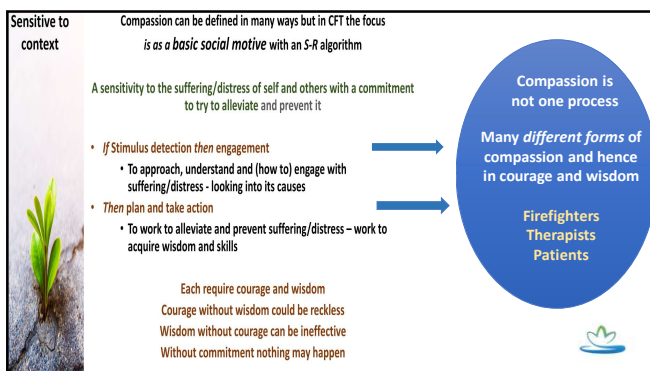 Sensitive to
context
Compassion can be defined in many ways but in CFT the focus
is as a basic social motive with an S-R algorithm
A sensitivity to the suffering/distress of self and others with a commitment
to try to alleviate and prevent it
• If Stimulus detection then engagement
• To approach, understand and (how to) engage with
suffering/distress - looking into its causes
• Then plan and take action
• To work to alleviate and prevent suffering/distress – work to
acquire wisdom and skills
Each require courage and wisdom
Courage without wisdom could be reckless
Wisdom without courage can be ineffective
Without commitment nothing may happen
Compassion is
not one process
Many different forms of
compassion and hence
in courage and wisdom
Firefighters
Therapists
Patients